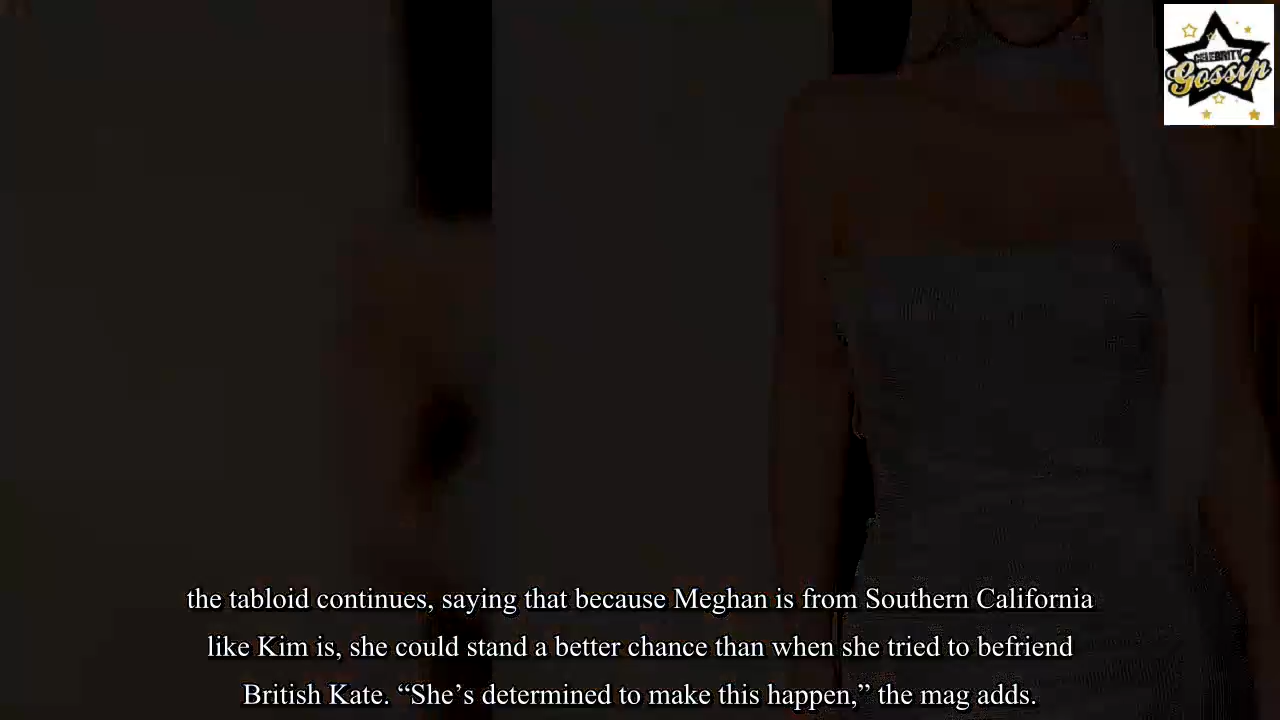 CELEBRITY
Gossip
the tabloid continues, saying that because Meghan is from Southern California
like Kim is, she could stand a better chance than when she tried to befriend
British Kate. “She’s determined to make this happen,” the mag adds.